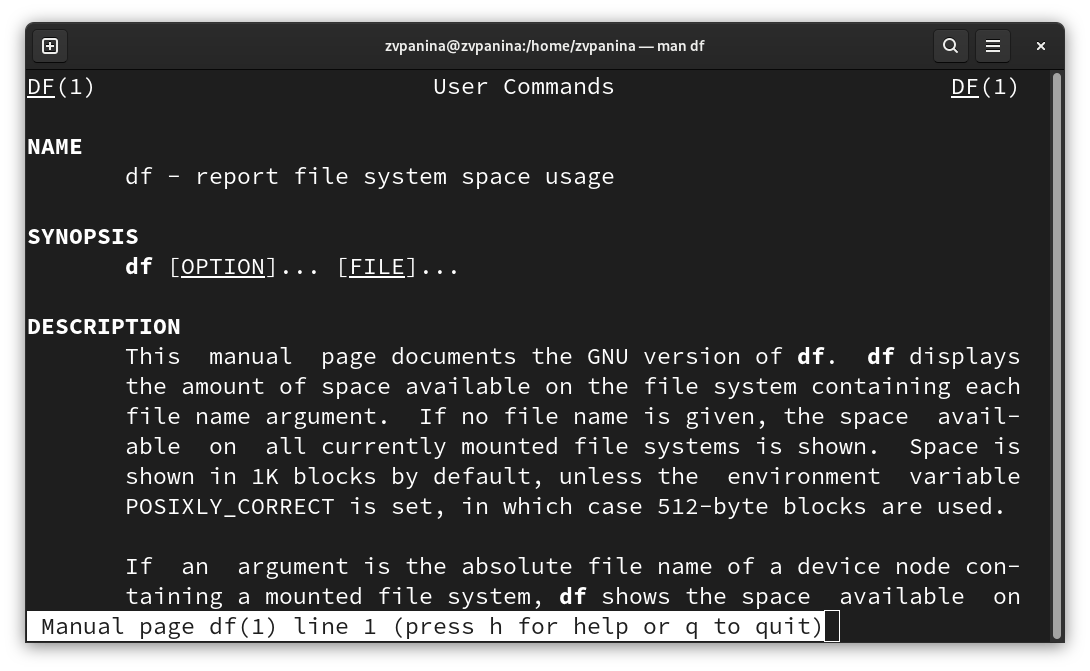 zvpanina@zvpanina:/home/zvpanina — man df
DF(1) User Commands DF(1)
NAME
df - report file system space usage
SYNOPSIS
df [OPTION]... [FILE]...
DESCRIPTION
This  manual  page documents the GNU version of df.  df displays
the amount of space available on the file system containing each
file name argument.  If no file name is given, the space  avail-
able  on  all currently mounted file systems is shown.  Space is
shown in 1K blocks by default, unless the  environment  variable
POSIXLY_CORRECT is set, in which case 512-byte blocks are used.
If  an  argument is the absolute file name of a device node con-
taining a mounted file system, df shows the space  available  on
Manual page df(1) line 1 (press h for help or q to quit)